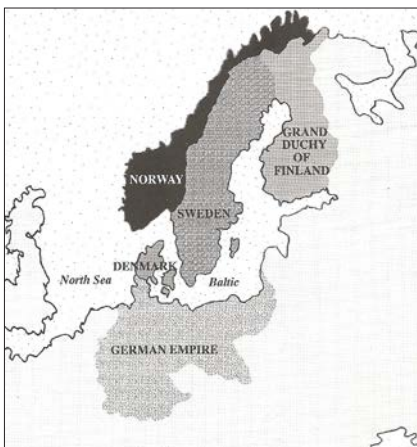 GRAND
DUCHY
OF
FINLAND
NORWAY
SWEDEN
DENMARK
North Sea
Baltic
GERMAN EMPIRE